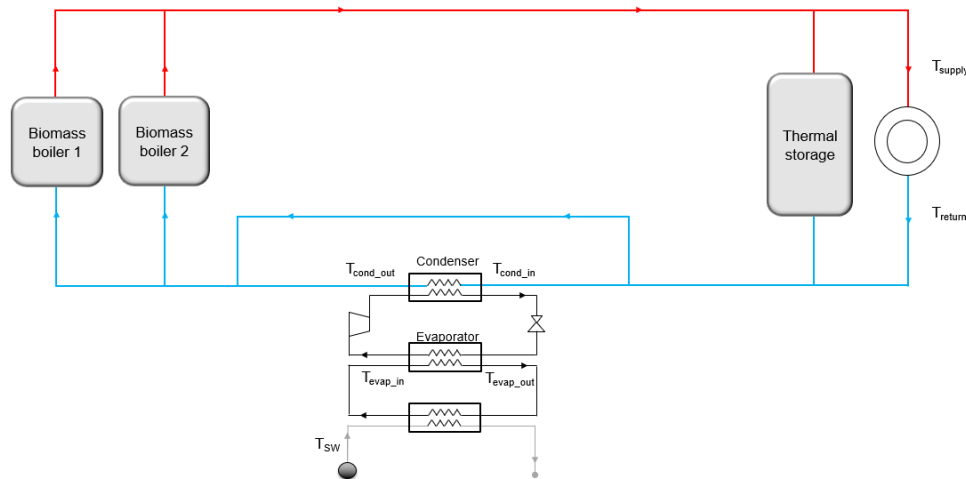 T_supply
Biomass
boiler 1
Biomass
boiler 2
Thermal
storage
T_return
Condenser
T_cond_out
T_cond_in
Evaporator
T_evap_in
T_evap_out
T_SW